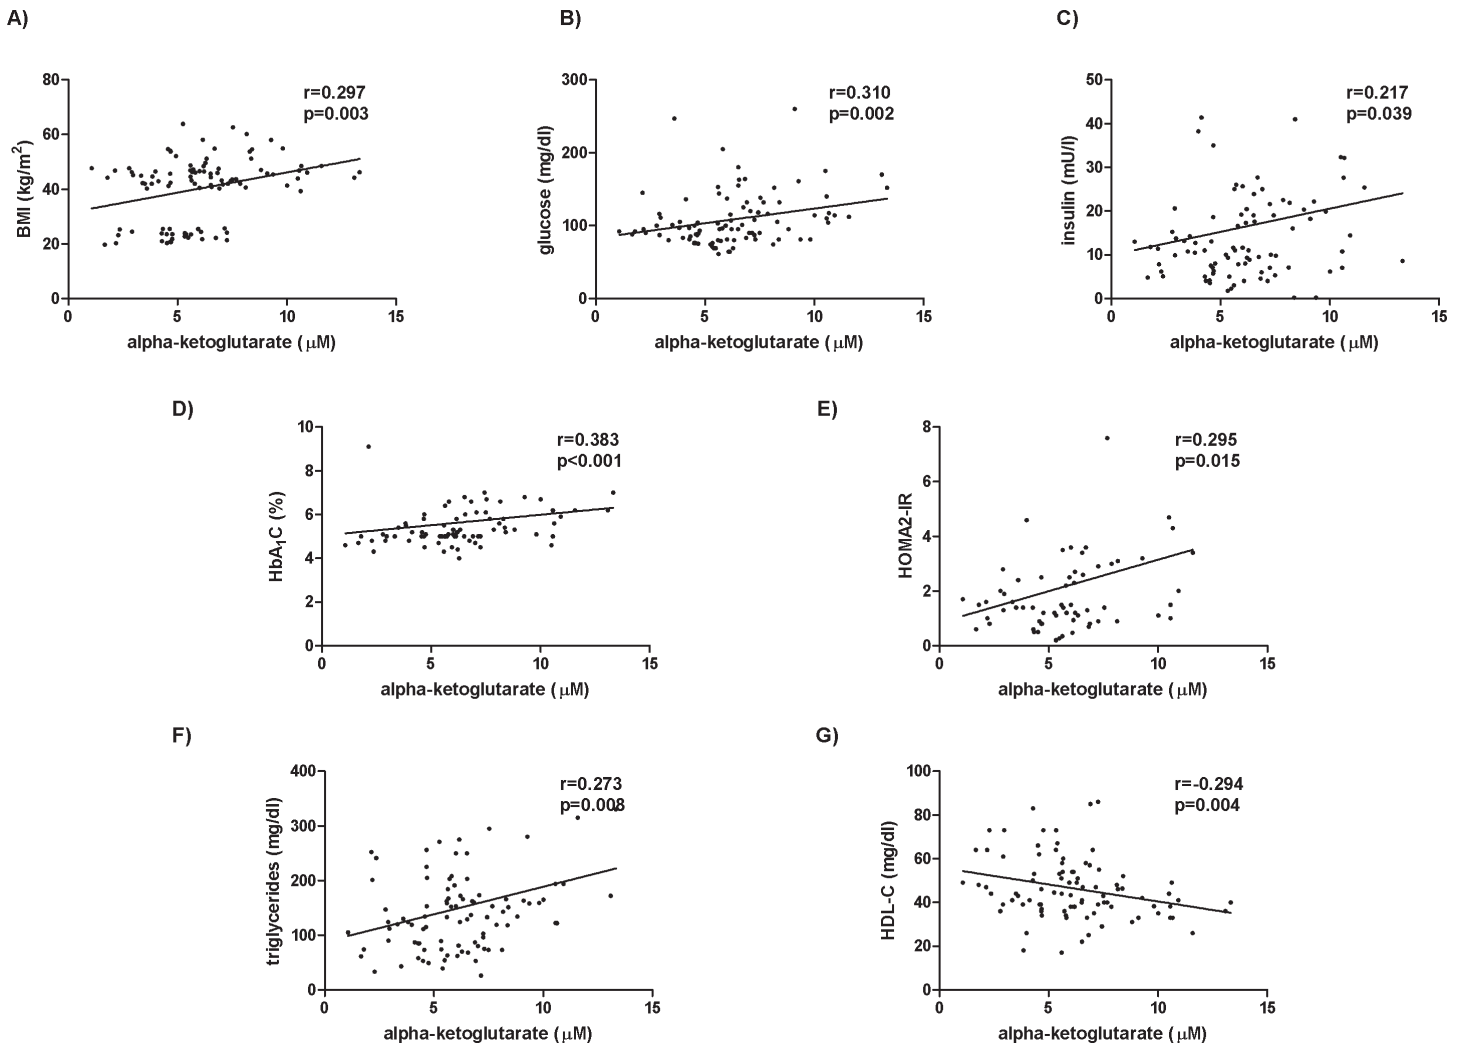 A)
B)
C)
80
60
40
20
0
BMI (kg/m²)
r=0.297
p=0.003
0 5 10 15
alpha-ketoglutarate (μM)
300
200
100
0
glucose (mg/dl)
r=0.310
p=0.002
0 5 10 15
alpha-ketoglutarate (μM)
50
40
30
20
10
0
insulin (mU/l)
r=0.217
p=0.039
0 5 10 15
alpha-ketoglutarate (μM)
D)
E)
10
8
6
4
2
0
HbA₁C (%)
r=0.383
p<0.001
0 5 10 15
alpha-ketoglutarate (μM)
8
6
4
2
0
HOMA2-IR
r=0.295
p=0.015
0 5 10 15
alpha-ketoglutarate (μM)
F)
G)
400
300
200
100
0
triglycerides (mg/dl)
r=0.273
p=0.008
0 5 10 15
alpha-ketoglutarate (μM)
100
80
60
40
20
0
HDL-C (mg/dl)
r=-0.294
p=0.004
0 5 10 15
alpha-ketoglutarate (μM)